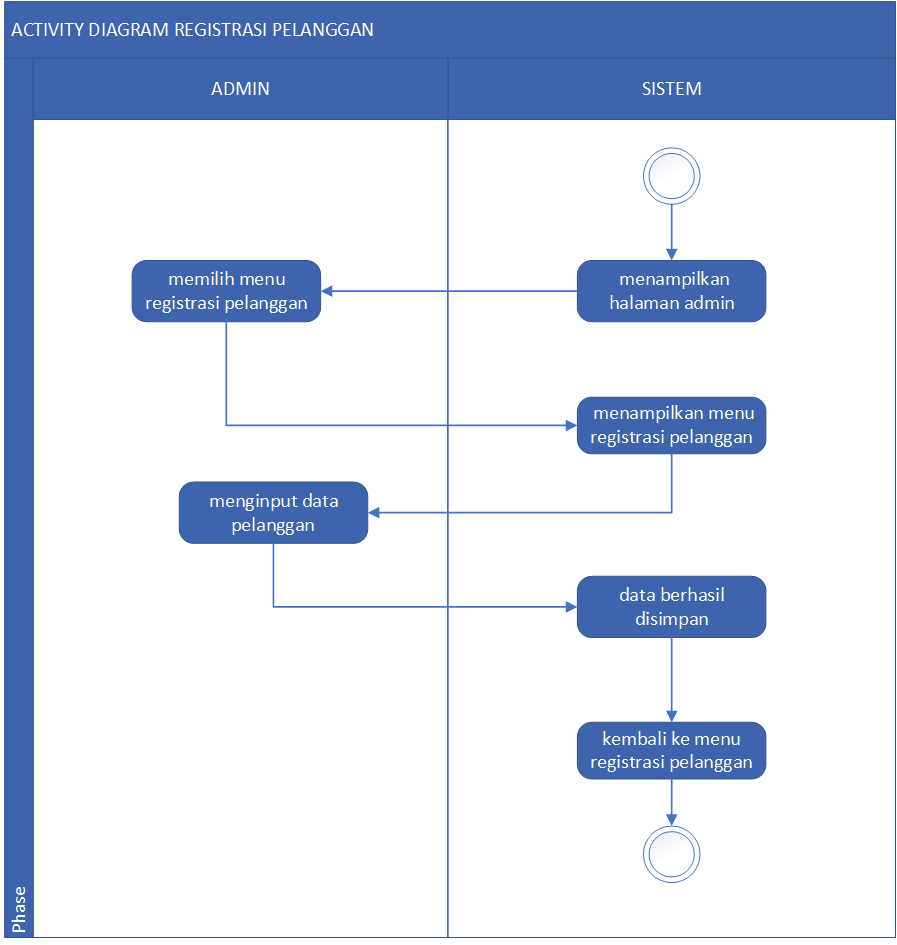 ACTIVITY DIAGRAM REGISTRASI PELANGGAN
ADMIN
SISTEM
menampilkan
halaman admin
memilih menu
registrasi pelanggan
menampilkan menu
registrasi pelanggan
menginput data
pelanggan
data berhasil
disimpan
kembali ke menu
registrasi pelanggan
Phase